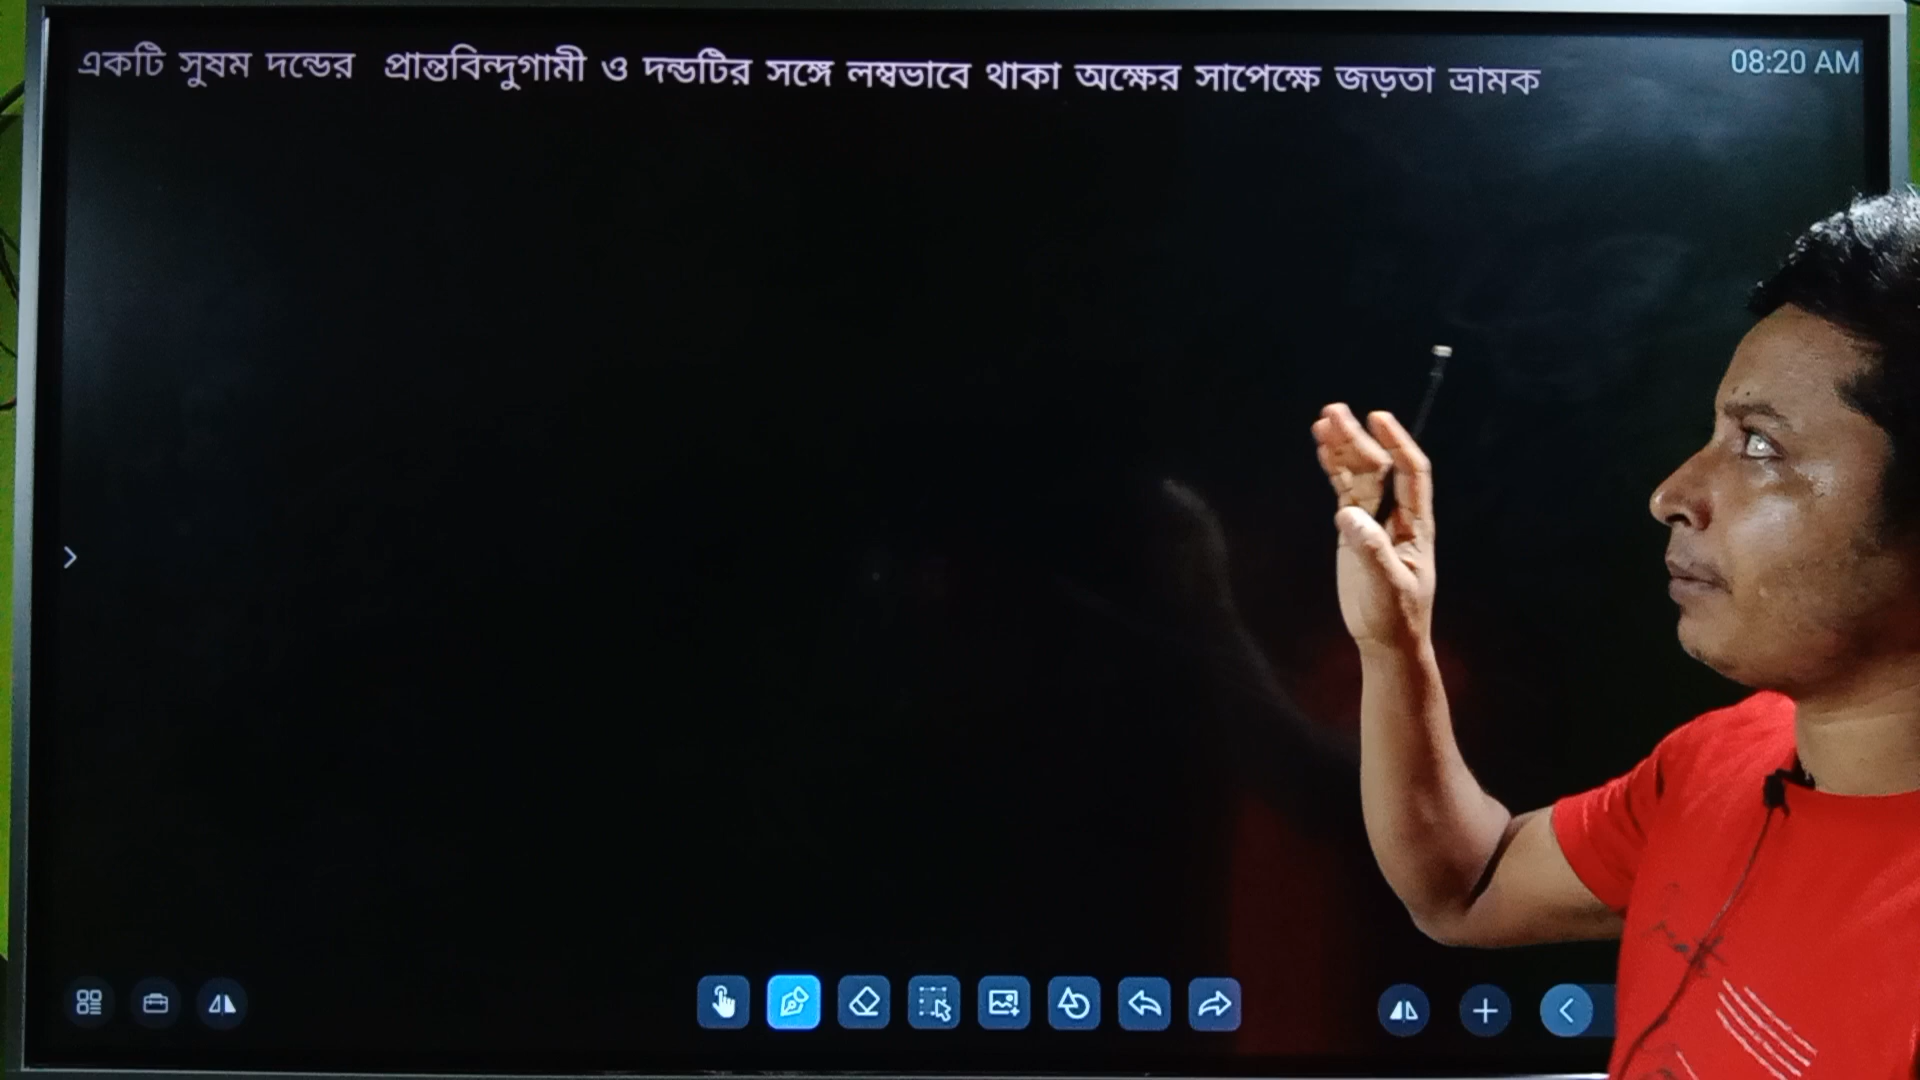 একটি সুষম দন্ডের প্রান্তবিন্দুগামী ও দন্ডটির সঙ্গে লম্বভাবে থাকা অক্ষের সাপেক্ষে জড়তা ভ্রামক
08:20 AM